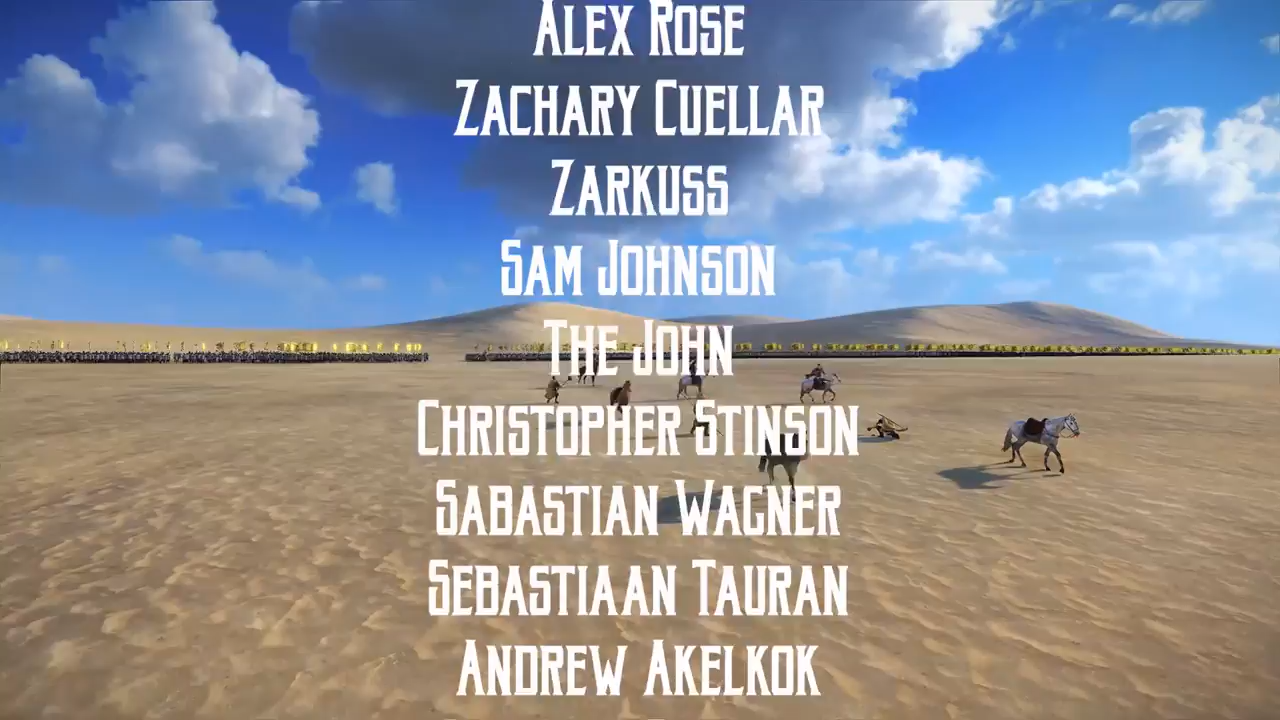 Alex Rose
Zachary Cuellar
Zarkuss
Sam Johnson
The John
Christopher Stinson
Sabastian Wagner
Sebastiaan Tauran
Andrew Akelkok